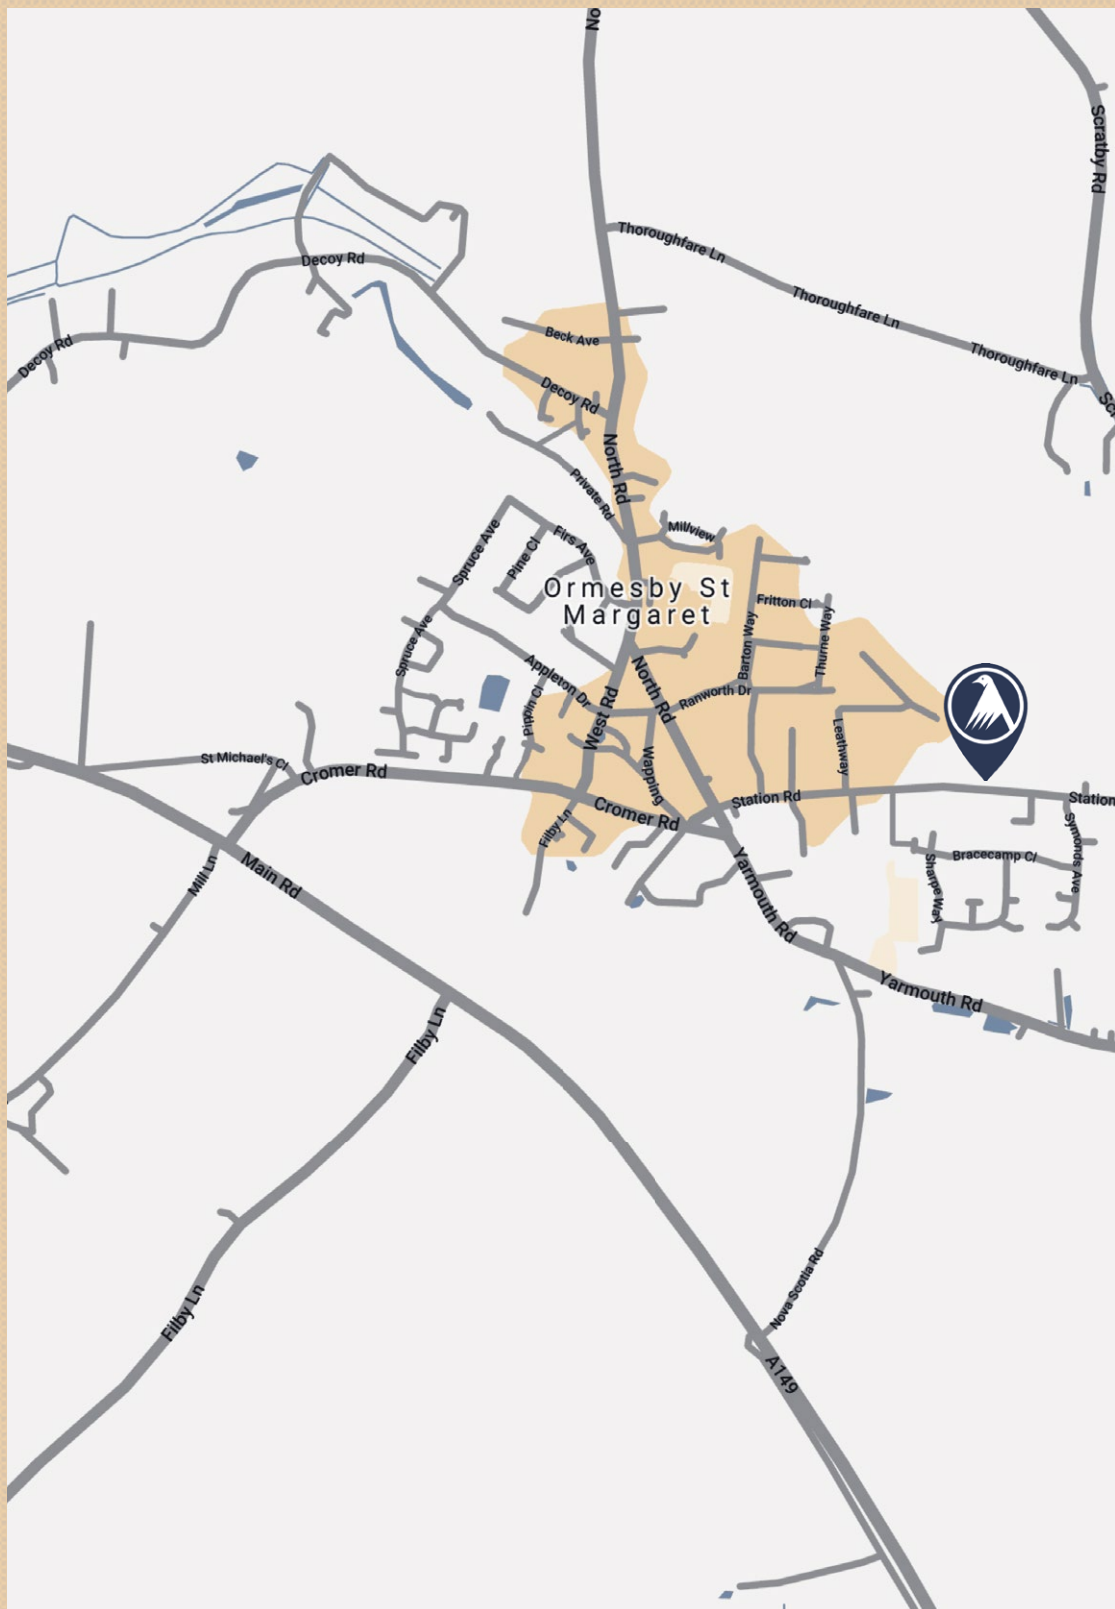 No
Scratby Rd
Thoroughfare Ln
Decoy Rd
Thoroughfare Ln
Beck Ave
Decoy Rd
Thoroughfare Ln
Decoy Rd
Scr
North Rd
Private Rd
Millview
Firs Ave
Spruce Ave
Pine Cl
Ormesby St
Margaret
Fritton Cl
Thurne Way
Barton Way
Spruce Ave
Appleton Dr
North Rd
Ranworth Dr
Pippin Cl
West Rd
Leathway
St Michael's Cl
Cromer Rd
Wapping
Station Rd
Station
Cromer Rd
Filby Ln
Symonds Ave
Bracecamp Cl
Main Rd
Mill Ln
Yarmouth Rd
Sharpe Way
Yarmouth Rd
Filby Ln
Nova Scotia Rd
Filby Ln
A149